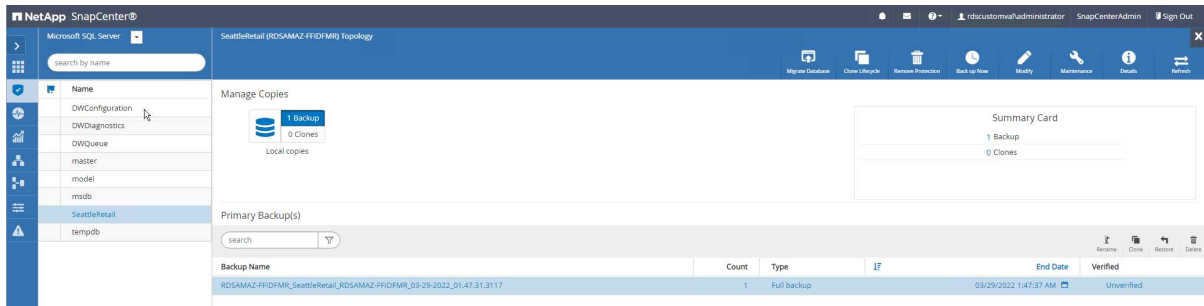 NetApp SnapCenter®
rdscustomval\administrator SnapCenterAdmin Sign Out
Microsoft SQL Server
search by name
Name
DWConfiguration
DWDiagnostics
DWQueue
master
model
msdb
SeattleRetail
tempdb
SeattleRetail (RDSAMAZ-FFIDFMR) Topology
Migrate Database Clone Lifecycle Remove Protection Back up Now Modify Maintenance Details Refresh
Manage Copies
1 Backup
0 Clones
Local copies
Summary Card
1 Backup
0 Clones
Primary Backup(s)
search
Rename Clone Restore Delete
Backup Name Count Type End Date Verified
RDSAMAZ-FFIDFMR_SeattleRetail_RDSAMAZ-FFIDFMR_03-29-2022_01.47.31.3117 1 Full backup 03/29/2022 1:47:37 AM Unverified